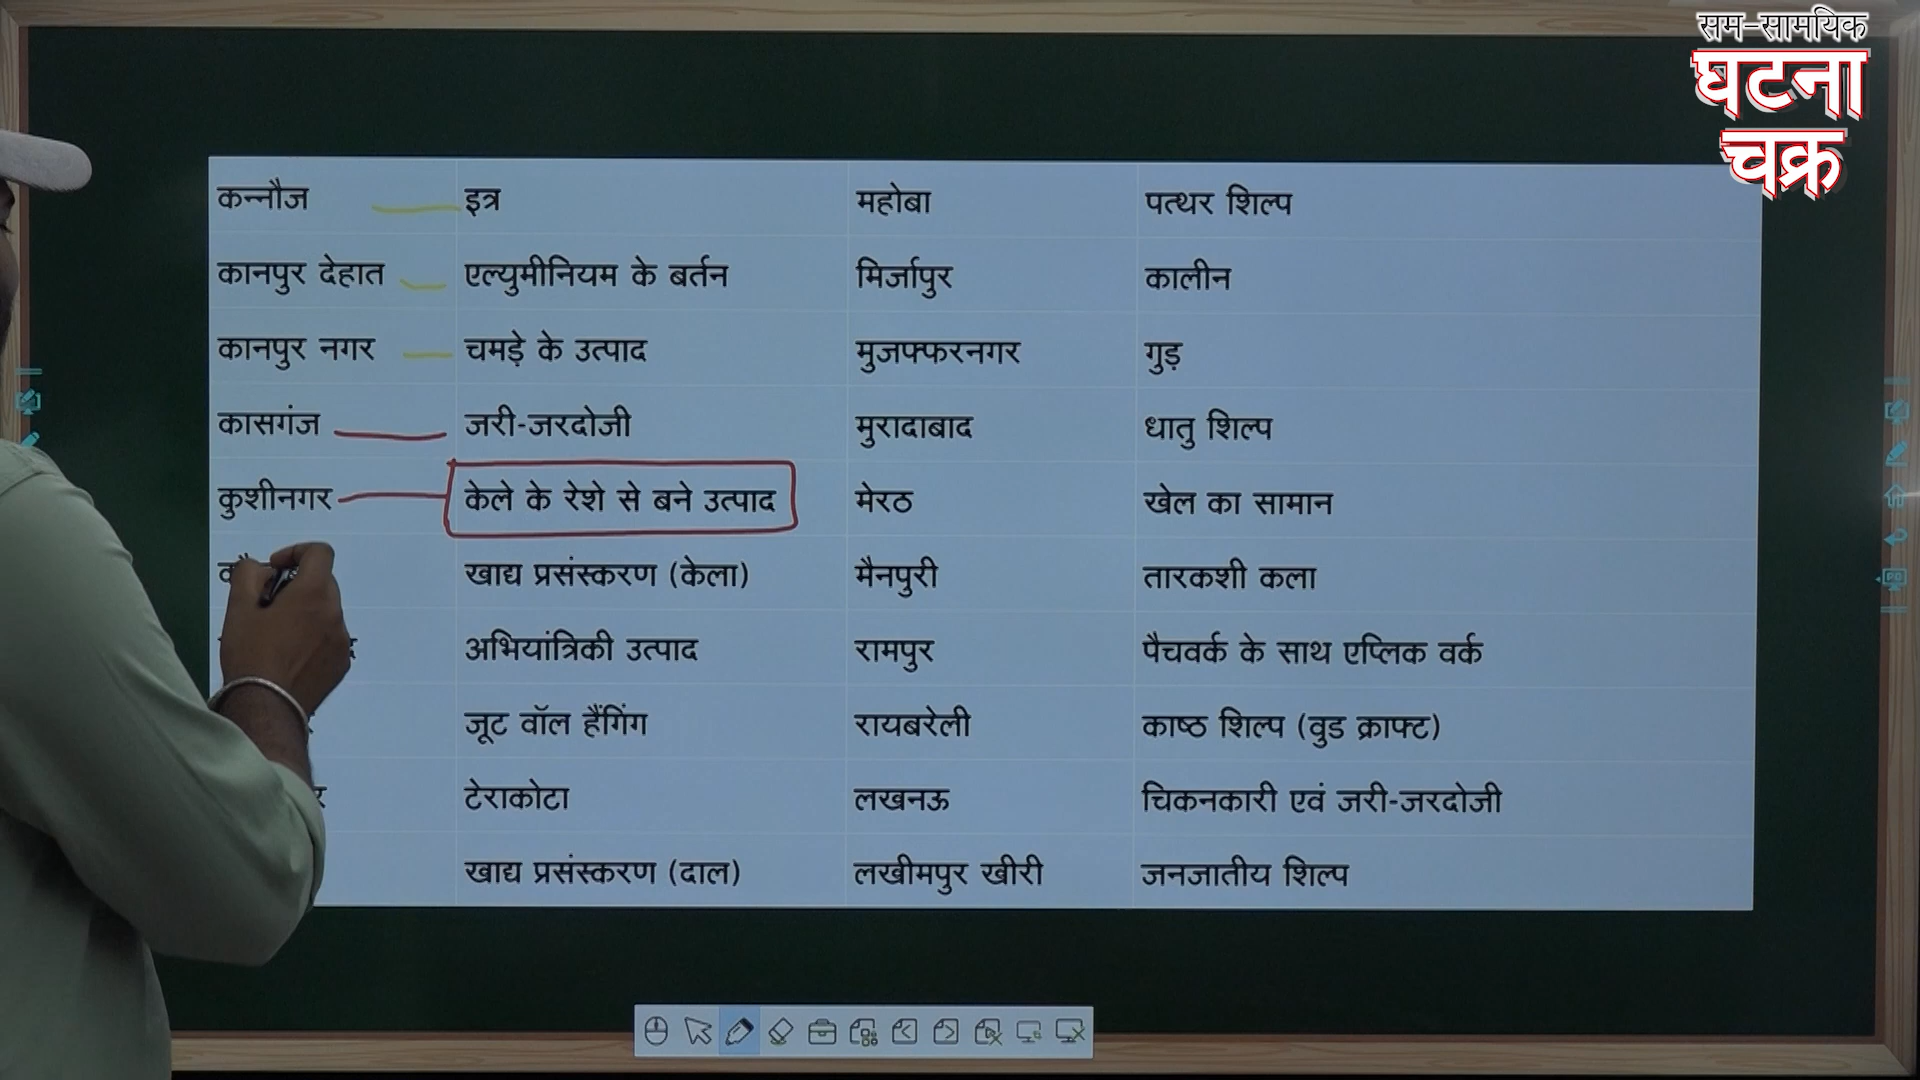 सम-सामयिक
घटना
चक्र
कन्नौज इत्र महोबा पत्थर शिल्प
कानपुर देहात एल्युमीनियम के बर्तन मिर्जापुर कालीन
कानपुर नगर चमड़े के उत्पाद मुजफ्फरनगर गुड़
कासगंज जरी-जरदोजी मुरादाबाद धातु शिल्प
कुशीनगर केले के रेशे से बने उत्पाद मेरठ खेल का सामान
खाद्य प्रसंस्करण (केला) मैनपुरी तारकशी कला
अभियांत्रिकी उत्पाद रामपुर पैचवर्क के साथ एप्लिक वर्क
जूट वॉल हैंगिंग रायबरेली काष्ठ शिल्प (वुड क्राफ्ट)
टेराकोटा लखनऊ चिकनकारी एवं जरी-जरदोजी
खाद्य प्रसंस्करण (दाल) लखीमपुर खीरी जनजातीय शिल्प